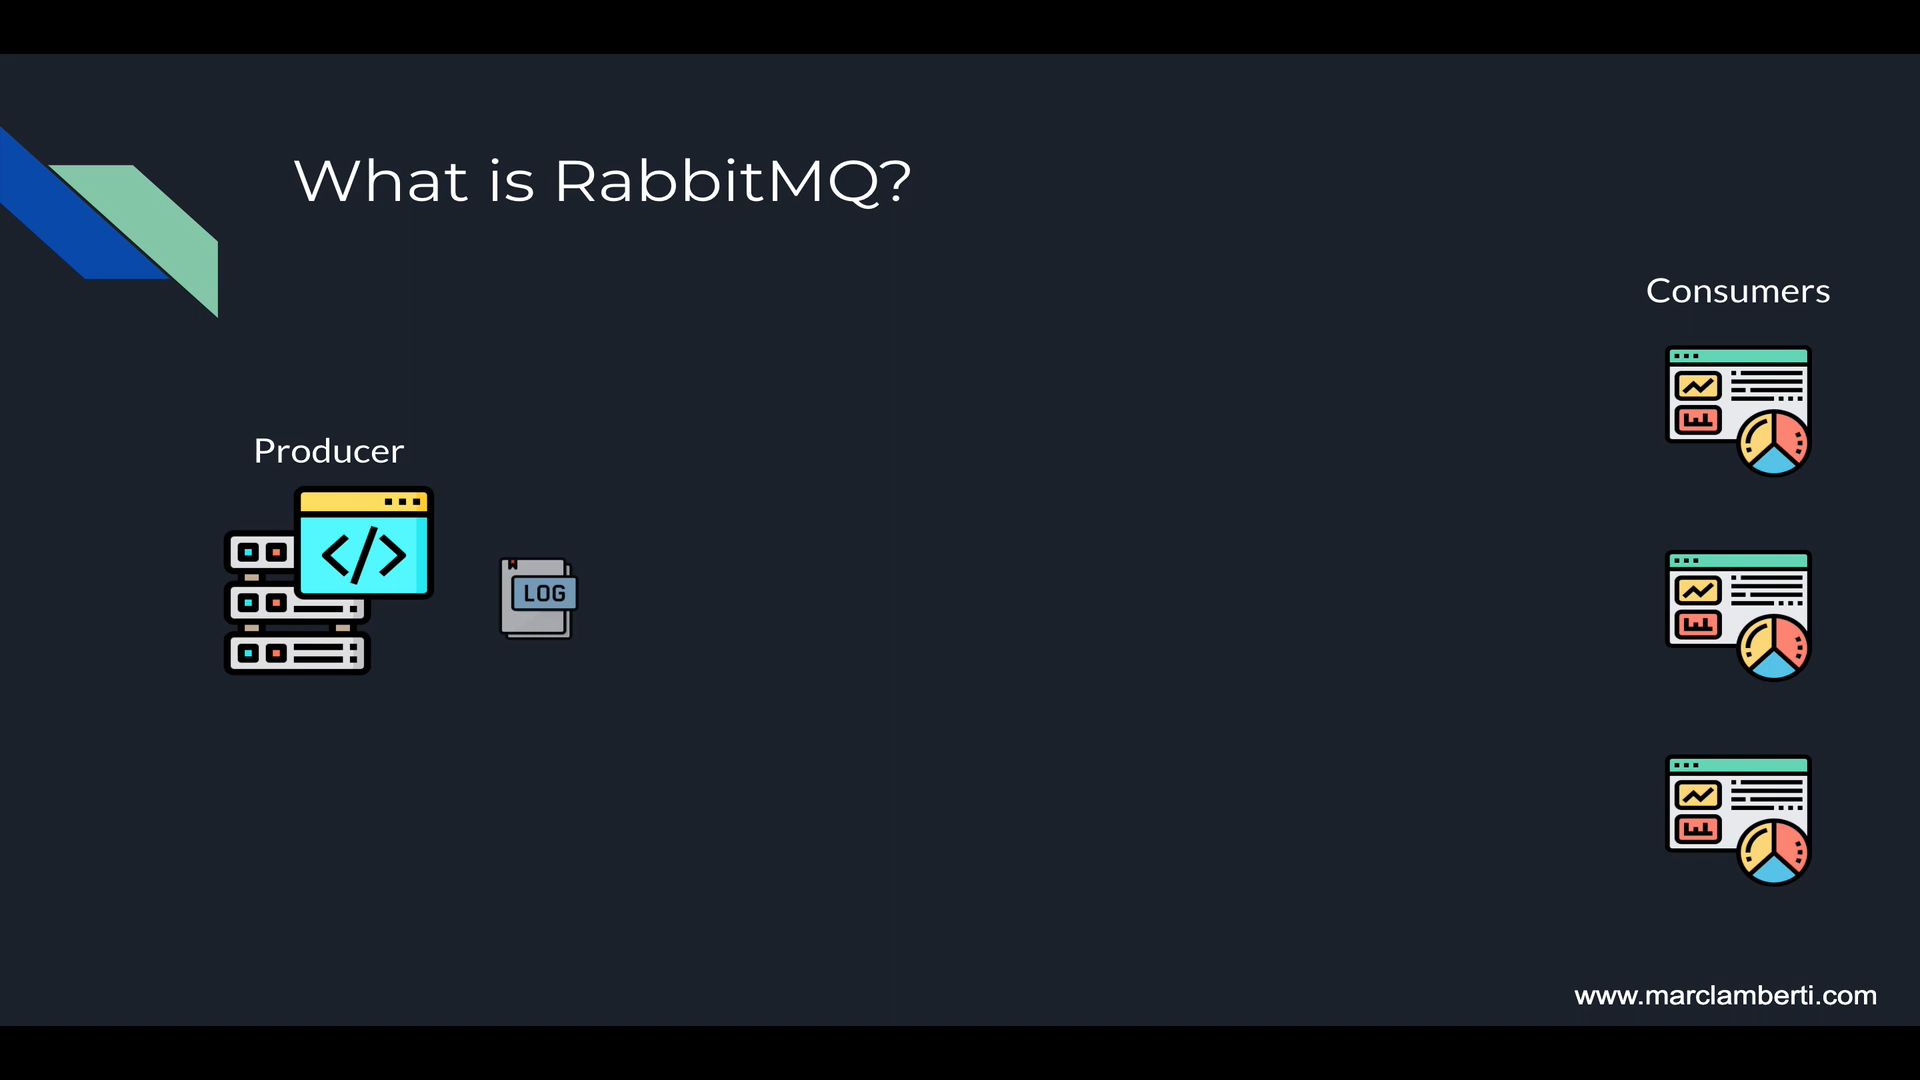 What is RabbitMQ?
Consumers
Producer
</>
LOG
www.marclamberti.com